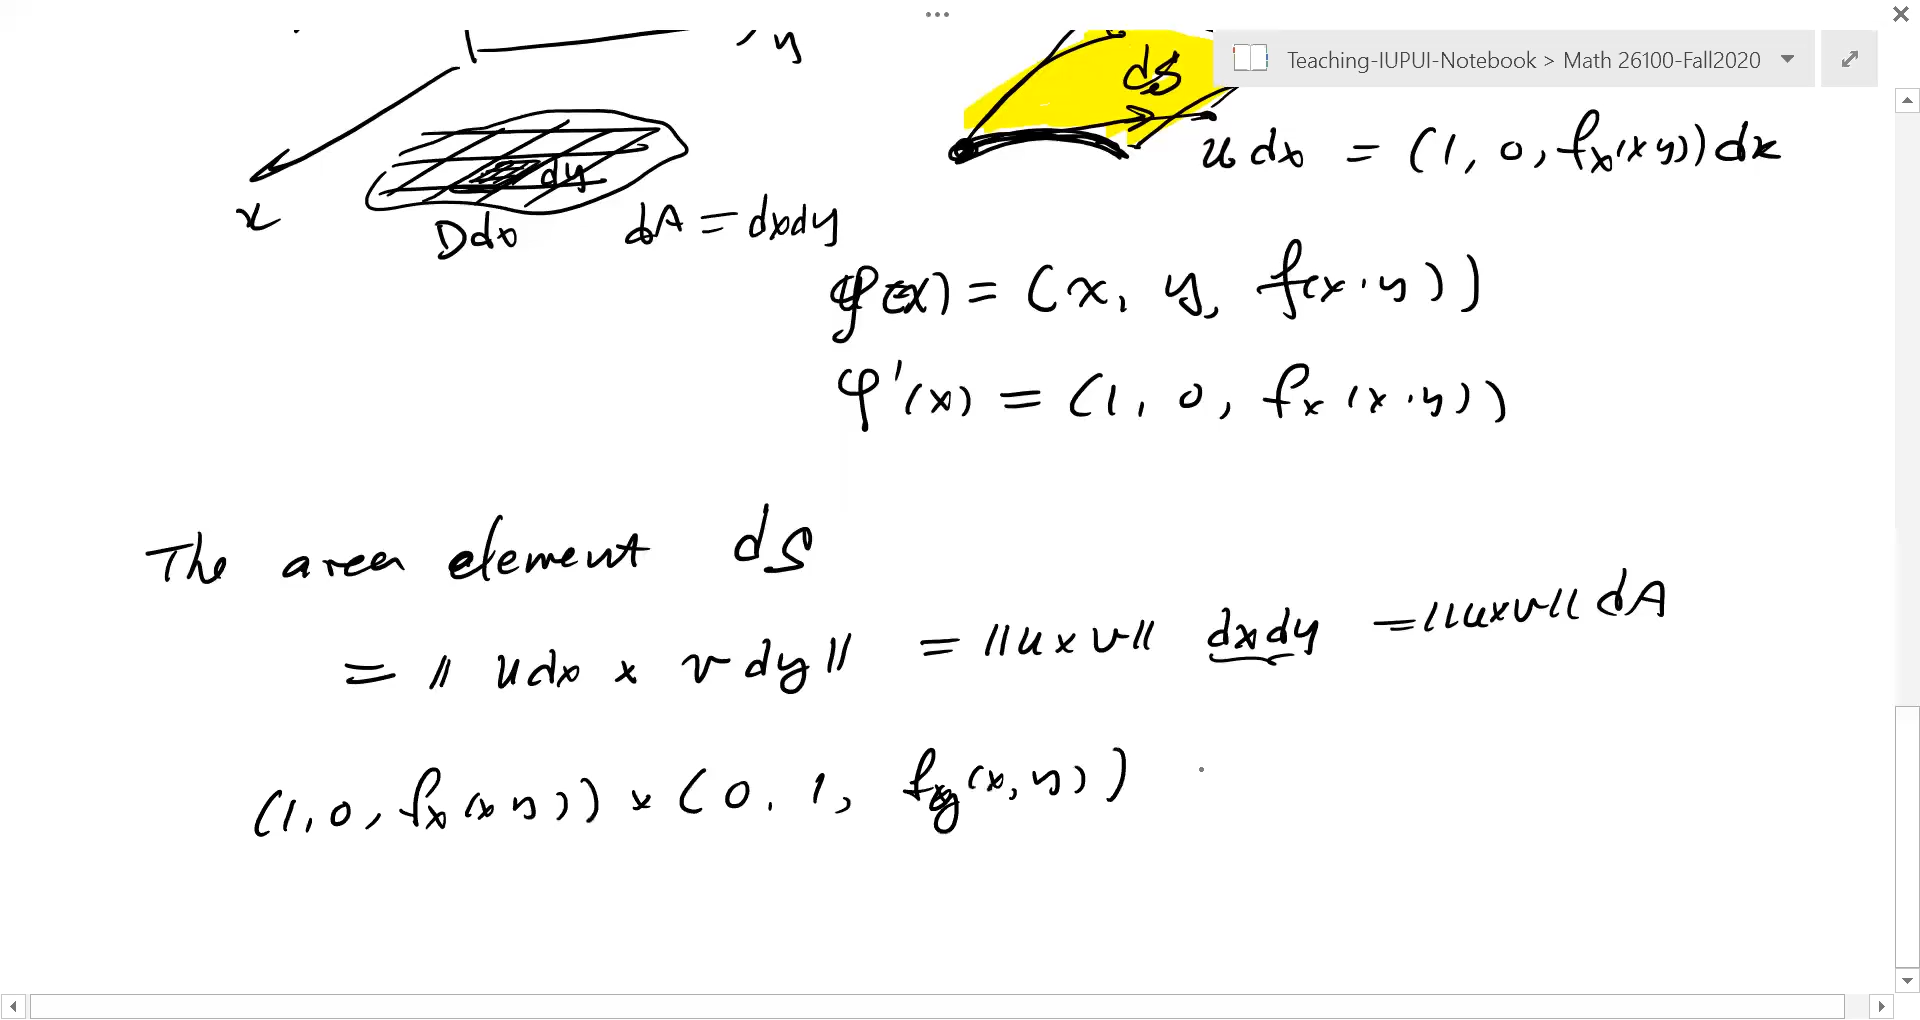 y
dS
Teaching-IUPUI-Notebook > Math 26100-Fall2020
u dx = (1, 0, fx(x y)) dx
dy
x
D dx
dA = dxdy
φ(x) = (x, y, f(x, y))
φ'(x) = (1, 0, fx(x, y))
The area element dS
= || u dx × v dy || = ||u × v|| dxdy = ||u×v|| dA
(1, 0, fx(x y)) × (0, 1, fy(x, y))